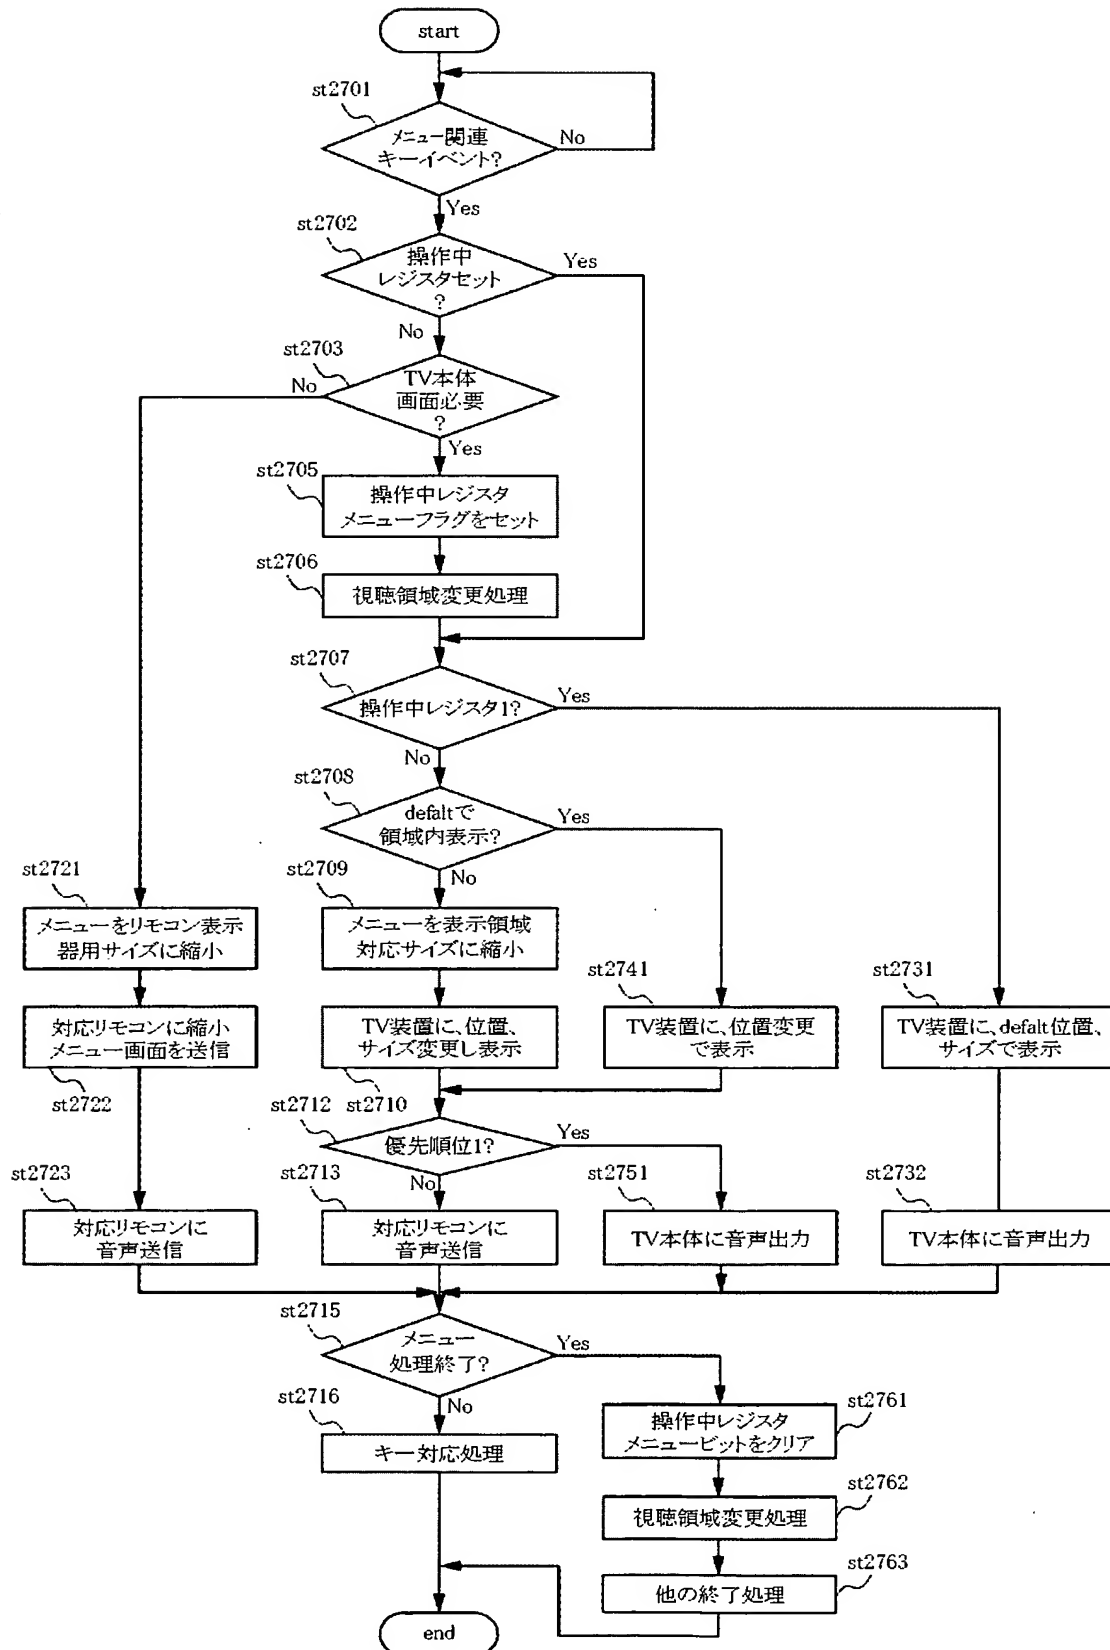 start
st2701
メニュー関連
キーイベント?
No
Yes
st2702
操作中
レジスタセット
?
Yes
No
st2703
TV本体
画面必要
?
No
Yes
st2705
操作中レジスタ
メニューフラグをセット
st2706
視聴領域変更処理
st2707
操作中レジスタ1?
Yes
No
st2708
defaltで
領域内表示?
Yes
No
st2721
メニューをリモコン表示
器用サイズに縮小
st2709
メニューを表示領域
対応サイズに縮小
対応リモコンに縮小
メニュー画面を送信
st2722
TV装置に、位置、
サイズ変更し表示
st2710
st2741
TV装置に、位置変更
で表示
st2731
TV装置に、defalt位置、
サイズで表示
st2712
優先順位1?
Yes
No
st2723
対応リモコンに
音声送信
st2713
対応リモコンに
音声送信
st2751
TV本体に音声出力
st2732
TV本体に音声出力
st2715
メニュー
処理終了?
Yes
No
st2716
キー対応処理
st2761
操作中レジスタ
メニュービットをクリア
st2762
視聴領域変更処理
st2763
他の終了処理
end